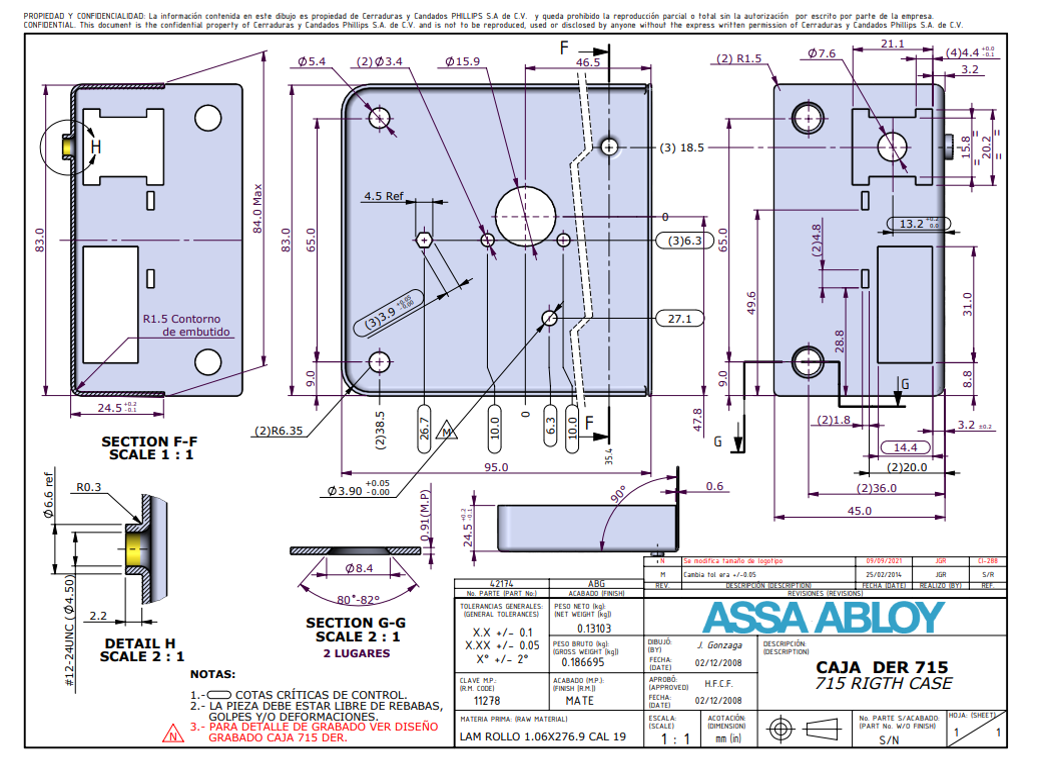 PROPIEDAD Y CONFIDENCIALIDAD: La información contenida en este dibujo es propiedad de Cerraduras y Candados PHILLIPS S.A de C.V.  y queda prohibido la reproducción parcial o total sin la autorización  por escrito por parte de la empresa.
CONFIDENTIAL. This document is the confidential property of Cerraduras y Candados Phillips S.A. de C.V. and is not to be reproduced, used or disclosed by anyone without the express written permission of Cerraduras y Candados Phillips S.A. de C.V.
83.0
H
84.0 Max
R1.5 Contorno
de embutido
24.5 +0.2 -0.1
SECTION F-F
SCALE 1 : 1
F
Ø5.4
(2) Ø3.4
Ø15.9
46.5
83.0
65.0
4.5 Ref
(3)3.9 +0.05 -0.00
9.0
(2)R6.35
(2)38.5
26.7
M
10.0
0
6.3
10.0
F
35.4
95.0
Ø3.90 +0.05 -0.00
(3) 18.5
0
(3)6.3
27.1
47.8
(2) R1.5
Ø7.6
21.1
(4)4.4 +0.0 -0.1
3.2
15.8
=
=
20.2
=
=
13.2 +0.2 0.0
65.0
(2)4.8
49.6
28.8
31.0
9.0
8.8
G
G
(2)1.8
3.2 ±0.2
14.4
(2)20.0
(2)36.0
45.0
Ø6.6 ref
R0.3
2.2
#12-24UNC (Ø4.50)
DETAIL H
SCALE 2 : 1
0.91(M.P)
Ø8.4
80°-82°
SECTION G-G
SCALE 2 : 1
2 LUGARES
24.5 +0.2 -0.1
90°
0.6
NOTAS:
1.- COTAS CRÍTICAS DE CONTROL.
2.- LA PIEZA DEBE ESTAR LIBRE DE REBABAS,
GOLPES Y/O DEFORMACIONES.
N
3.- PARA DETALLE DE GRABADO VER DISEÑO
GRABADO CAJA 715 DER.
N Se modifica tamaño de logotipo 09/09/2021 JGR CI-288
M Cambia tol era +/-0.05 25/02/2014 JGR S/R
REV. DESCRIPCIÓN (DESCRIPTION) FECHA (DATE) REALIZO (BY) REF.
REVISIONES (REVISIONS)
42174 ABG
No. PARTE (PART No.) ACABADO (FINISH)
TOLERANCIAS GENERALES:
(GENERAL TOLERANCES)
X.X +/- 0.1
X.XX +/- 0.05
X° +/- 2°
PESO NETO (kg):
(NET WEIGHT (kg))
0.13103
PESO BRUTO (kg):
(GROSS WEIGHT (kg))
0.186695
CLAVE M.P.:
(R.M. CODE)
11278
ACABADO (M.P.):
(FINISH (R.M.))
MATE
MATERIA PRIMA: (RAW MATERIAL)
LAM ROLLO 1.06X276.9 CAL 19
ASSA ABLOY
DIBUJÓ:
(BY)
J. Gonzaga
FECHA:
(DATE)
02/12/2008
APROBÓ:
(APPROVED)
H.F.C.F.
FECHA:
(DATE)
02/12/2008
DESCRIPCIÓN:
(DESCRIPTION)
CAJA  DER 715
715 RIGTH CASE
ESCALA:
(SCALE)
1 : 1
ACOTACIÓN:
(DIMENSION)
mm (in)
No. PARTE S/ACABADO:
(PART No. W/O FINISH)
S/N
HOJA: (SHEET)
1
1